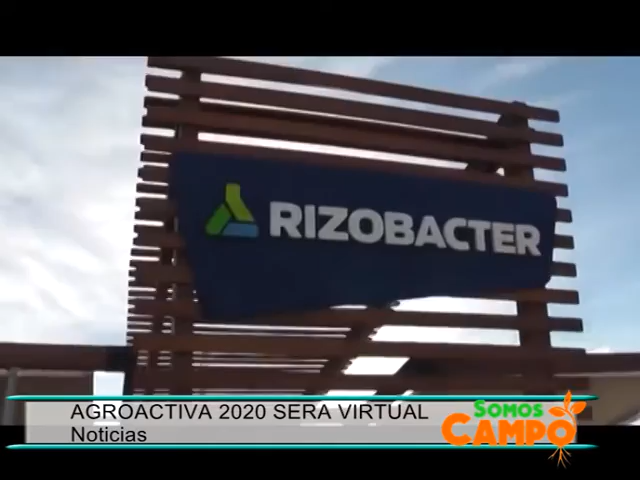 RIZOBACTER
AGROACTIVA 2020 SERA VIRTUAL
Noticias
SOMOS
CAMPO